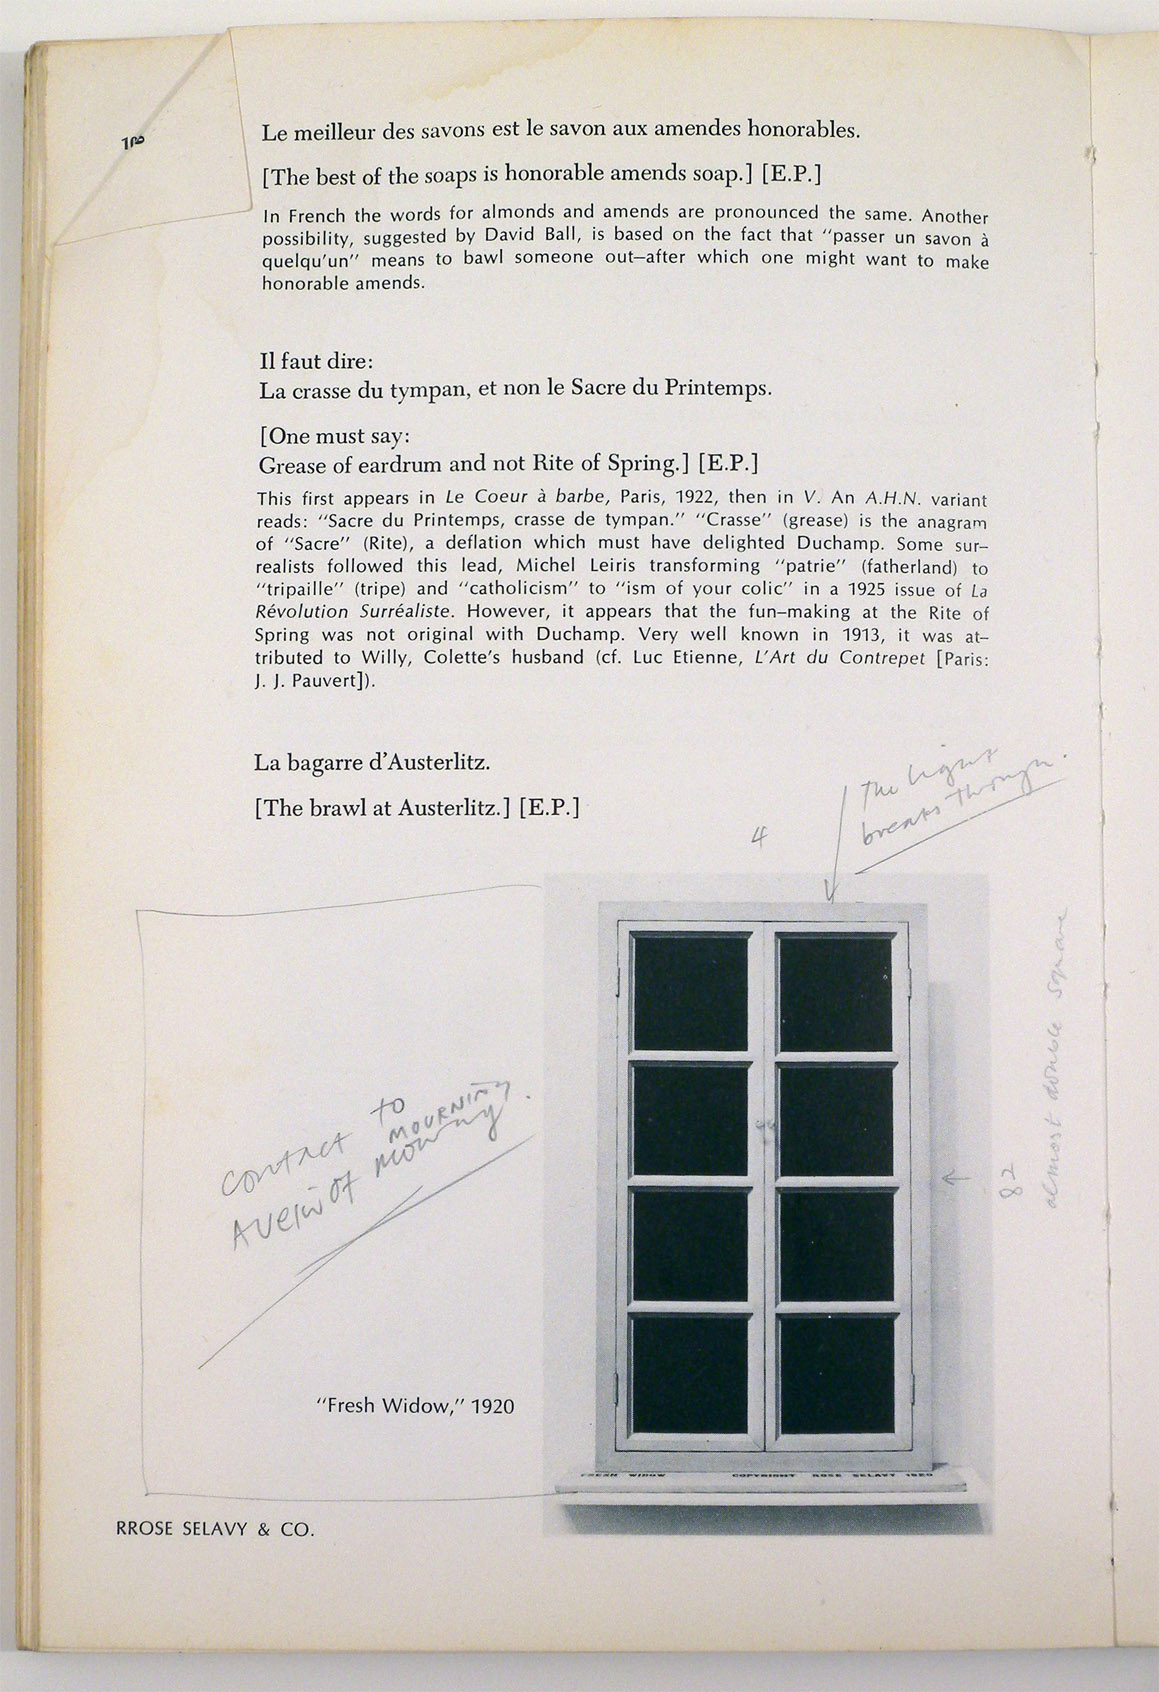 Le meilleur des savons est le savon aux amendes honorables.
[The best of the soaps is honorable amends soap.] [E.P.]
In French the words for almonds and amends are pronounced the same. Another
possibility, suggested by David Ball, is based on the fact that “passer un savon à
quelqu’un” means to bawl someone out—after which one might want to make
honorable amends.
Il faut dire:
La crasse du tympan, et non le Sacre du Printemps.
[One must say:
Grease of eardrum and not Rite of Spring.] [E.P.]
This first appears in Le Coeur à barbe, Paris, 1922, then in V. An A.H.N. variant
reads: “Sacre du Printemps, crasse de tympan.” “Crasse” (grease) is the anagram
of “Sacre” (Rite), a deflation which must have delighted Duchamp. Some sur-
realists followed this lead, Michel Leiris transforming “patrie” (fatherland) to
“tripaille” (tripe) and “catholicism” to “ism of your colic” in a 1925 issue of La
Révolution Surréaliste. However, it appears that the fun-making at the Rite of
Spring was not original with Duchamp. Very well known in 1913, it was at-
tributed to Willy, Colette’s husband (cf. Luc Etienne, L’Art du Contrepet [Paris:
J. J. Pauvert]).
La bagarre d’Austerlitz.
[The brawl at Austerlitz.] [E.P.]
The light
breaks through.
4
almost double square
82
contact to
MOURNING
of
“Fresh Widow,” 1920
FRESH WIDOW COPYRIGHT ROSE SELAVY 1920
RROSE SELAVY & CO.